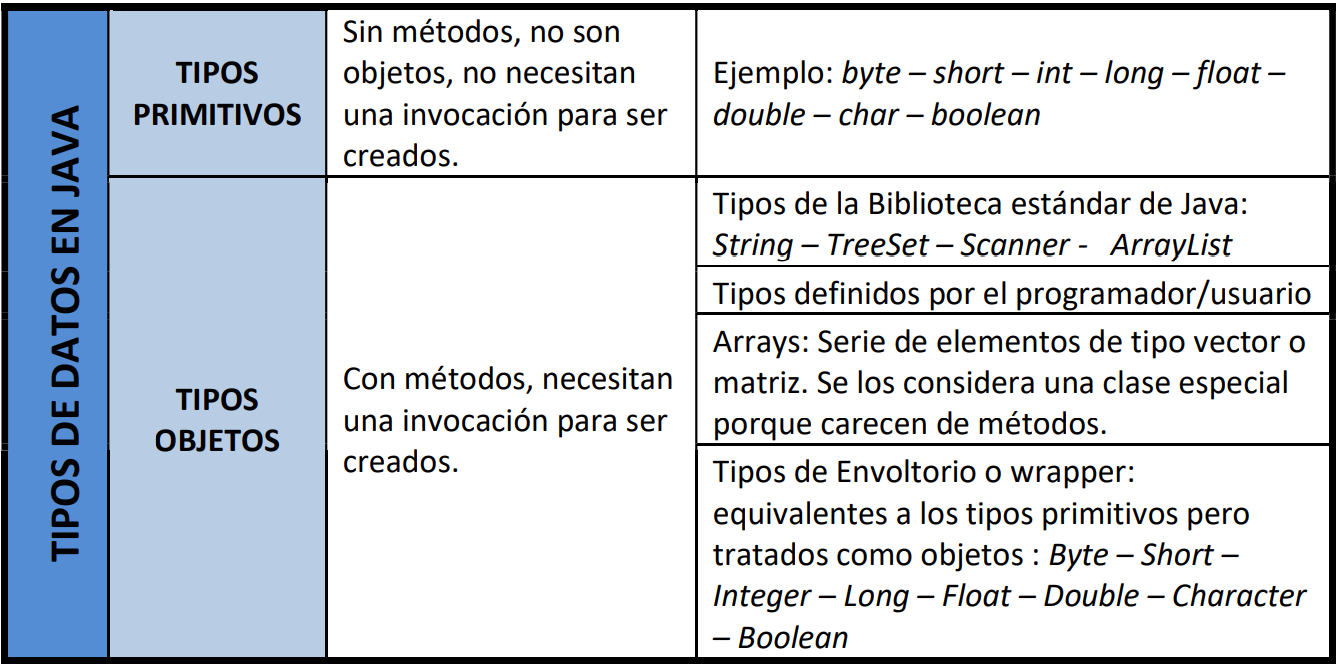 TIPOS DE DATOS EN JAVA
TIPOS
PRIMITIVOS
Sin métodos, no son
objetos, no necesitan
una invocación para ser
creados.
Ejemplo: byte – short – int – long – float –
double – char – boolean
TIPOS
OBJETOS
Con métodos, necesitan
una invocación para ser
creados.
Tipos de la Biblioteca estándar de Java:
String – TreeSet – Scanner - ArrayList
Tipos definidos por el programador/usuario
Arrays: Serie de elementos de tipo vector o
matriz. Se los considera una clase especial
porque carecen de métodos.
Tipos de Envoltorio o wrapper:
equivalentes a los tipos primitivos pero
tratados como objetos : Byte – Short –
Integer – Long – Float – Double – Character
– Boolean